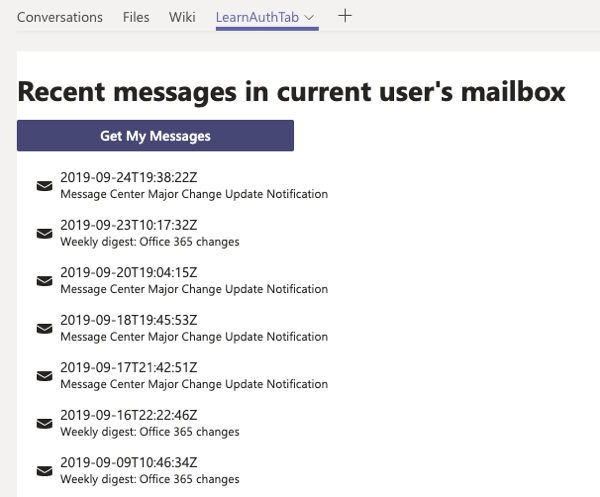 Conversations Files Wiki LearnAuthTab
Recent messages in current user's mailbox
Get My Messages
2019-09-24T19:38:22Z
Message Center Major Change Update Notification
2019-09-23T10:17:32Z
Weekly digest: Office 365 changes
2019-09-20T19:04:15Z
Message Center Major Change Update Notification
2019-09-18T19:45:53Z
Message Center Major Change Update Notification
2019-09-17T21:42:51Z
Message Center Major Change Update Notification
2019-09-16T22:22:46Z
Weekly digest: Office 365 changes
2019-09-09T10:46:34Z
Weekly digest: Office 365 changes